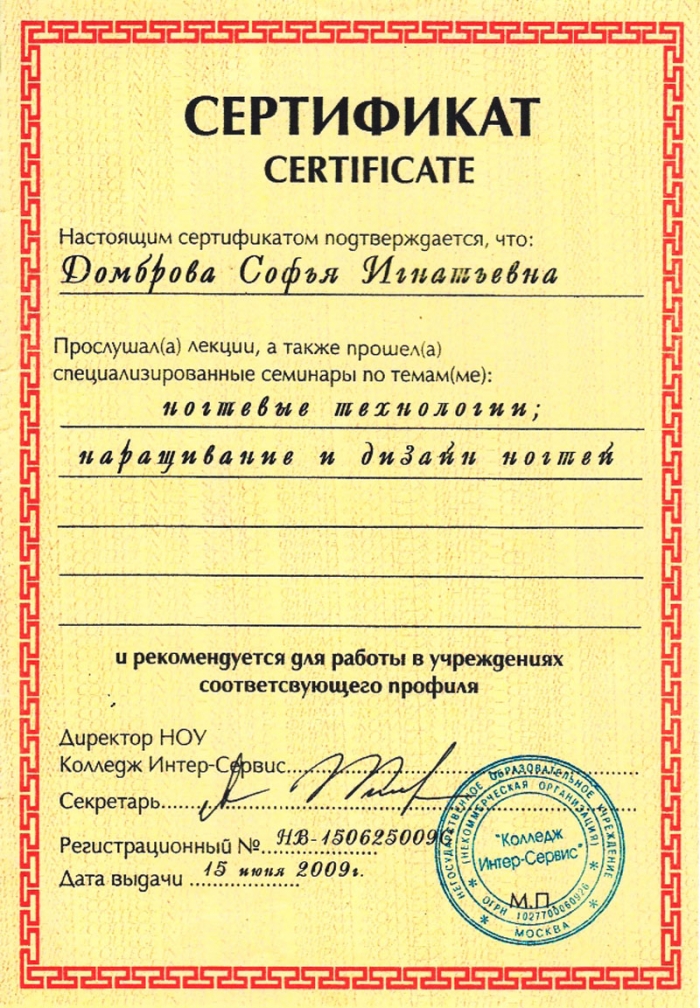 СЕРТИФИКАТ
CERTIFICATE
Настоящим сертификатом подтверждается, что:
Домброва Софья Игнатьевна
Прослушал(а) лекции, а также прошел(а)
специализированные семинары по темам(ме):
ногтевые технологии;
наращивание и дизайн ногтей
и рекомендуется для работы в учреждениях
соответсвующего профиля
Директор НОУ
Колледж Интер-Сервис
Секретарь
Регистрационный №
Дата выдачи 15 июня 2009г.
НЕГОСУДАРСТВЕННОЕ ОБРАЗОВАТЕЛЬНОЕ УЧРЕЖДЕНИЕ
(НЕКОММЕРЧЕСКАЯ ОРГАНИЗАЦИЯ)
"Колледж
Интер-Сервис"
М.П.
ОГРН 1027700060926
МОСКВА